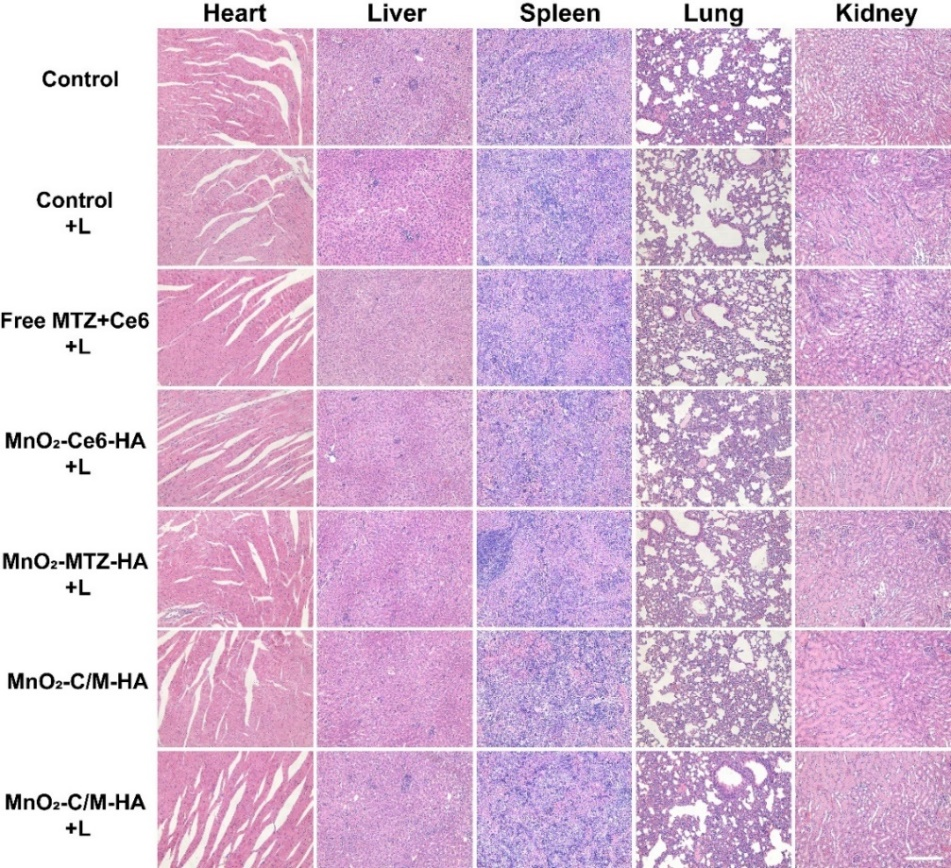 Heart Liver Spleen Lung Kidney
Control
Control
+L
Free MTZ+Ce6
+L
MnO₂-Ce6-HA
+L
MnO₂-MTZ-HA
+L
MnO₂-C/M-HA
MnO₂-C/M-HA
+L